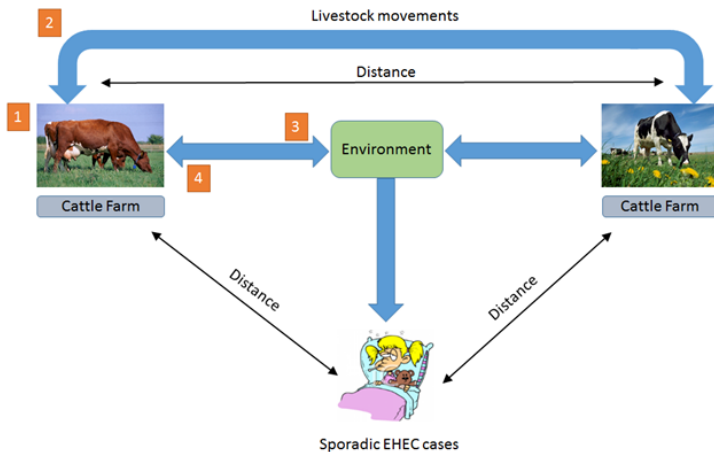 2
Livestock movements
Distance
1
3
Environment
4
Cattle Farm
Cattle Farm
Distance
Distance
Sporadic EHEC cases